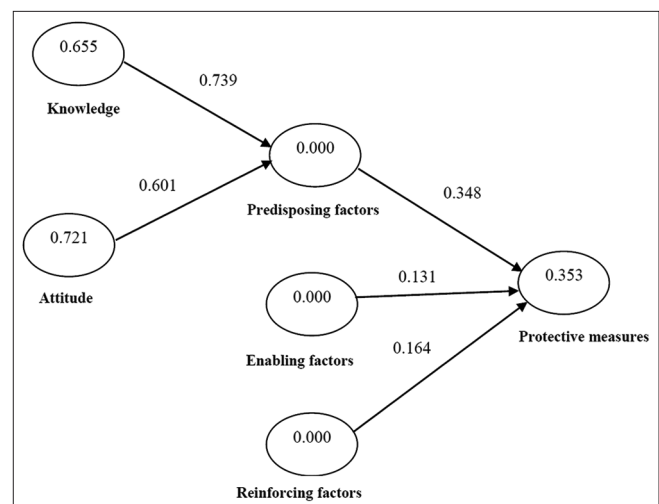 0.655
0.739
Knowledge
0.000
0.601
Predisposing factors
0.348
0.721
Attitude
0.000
0.131
0.353
Enabling factors
0.164
Protective measures
0.000
Reinforcing factors